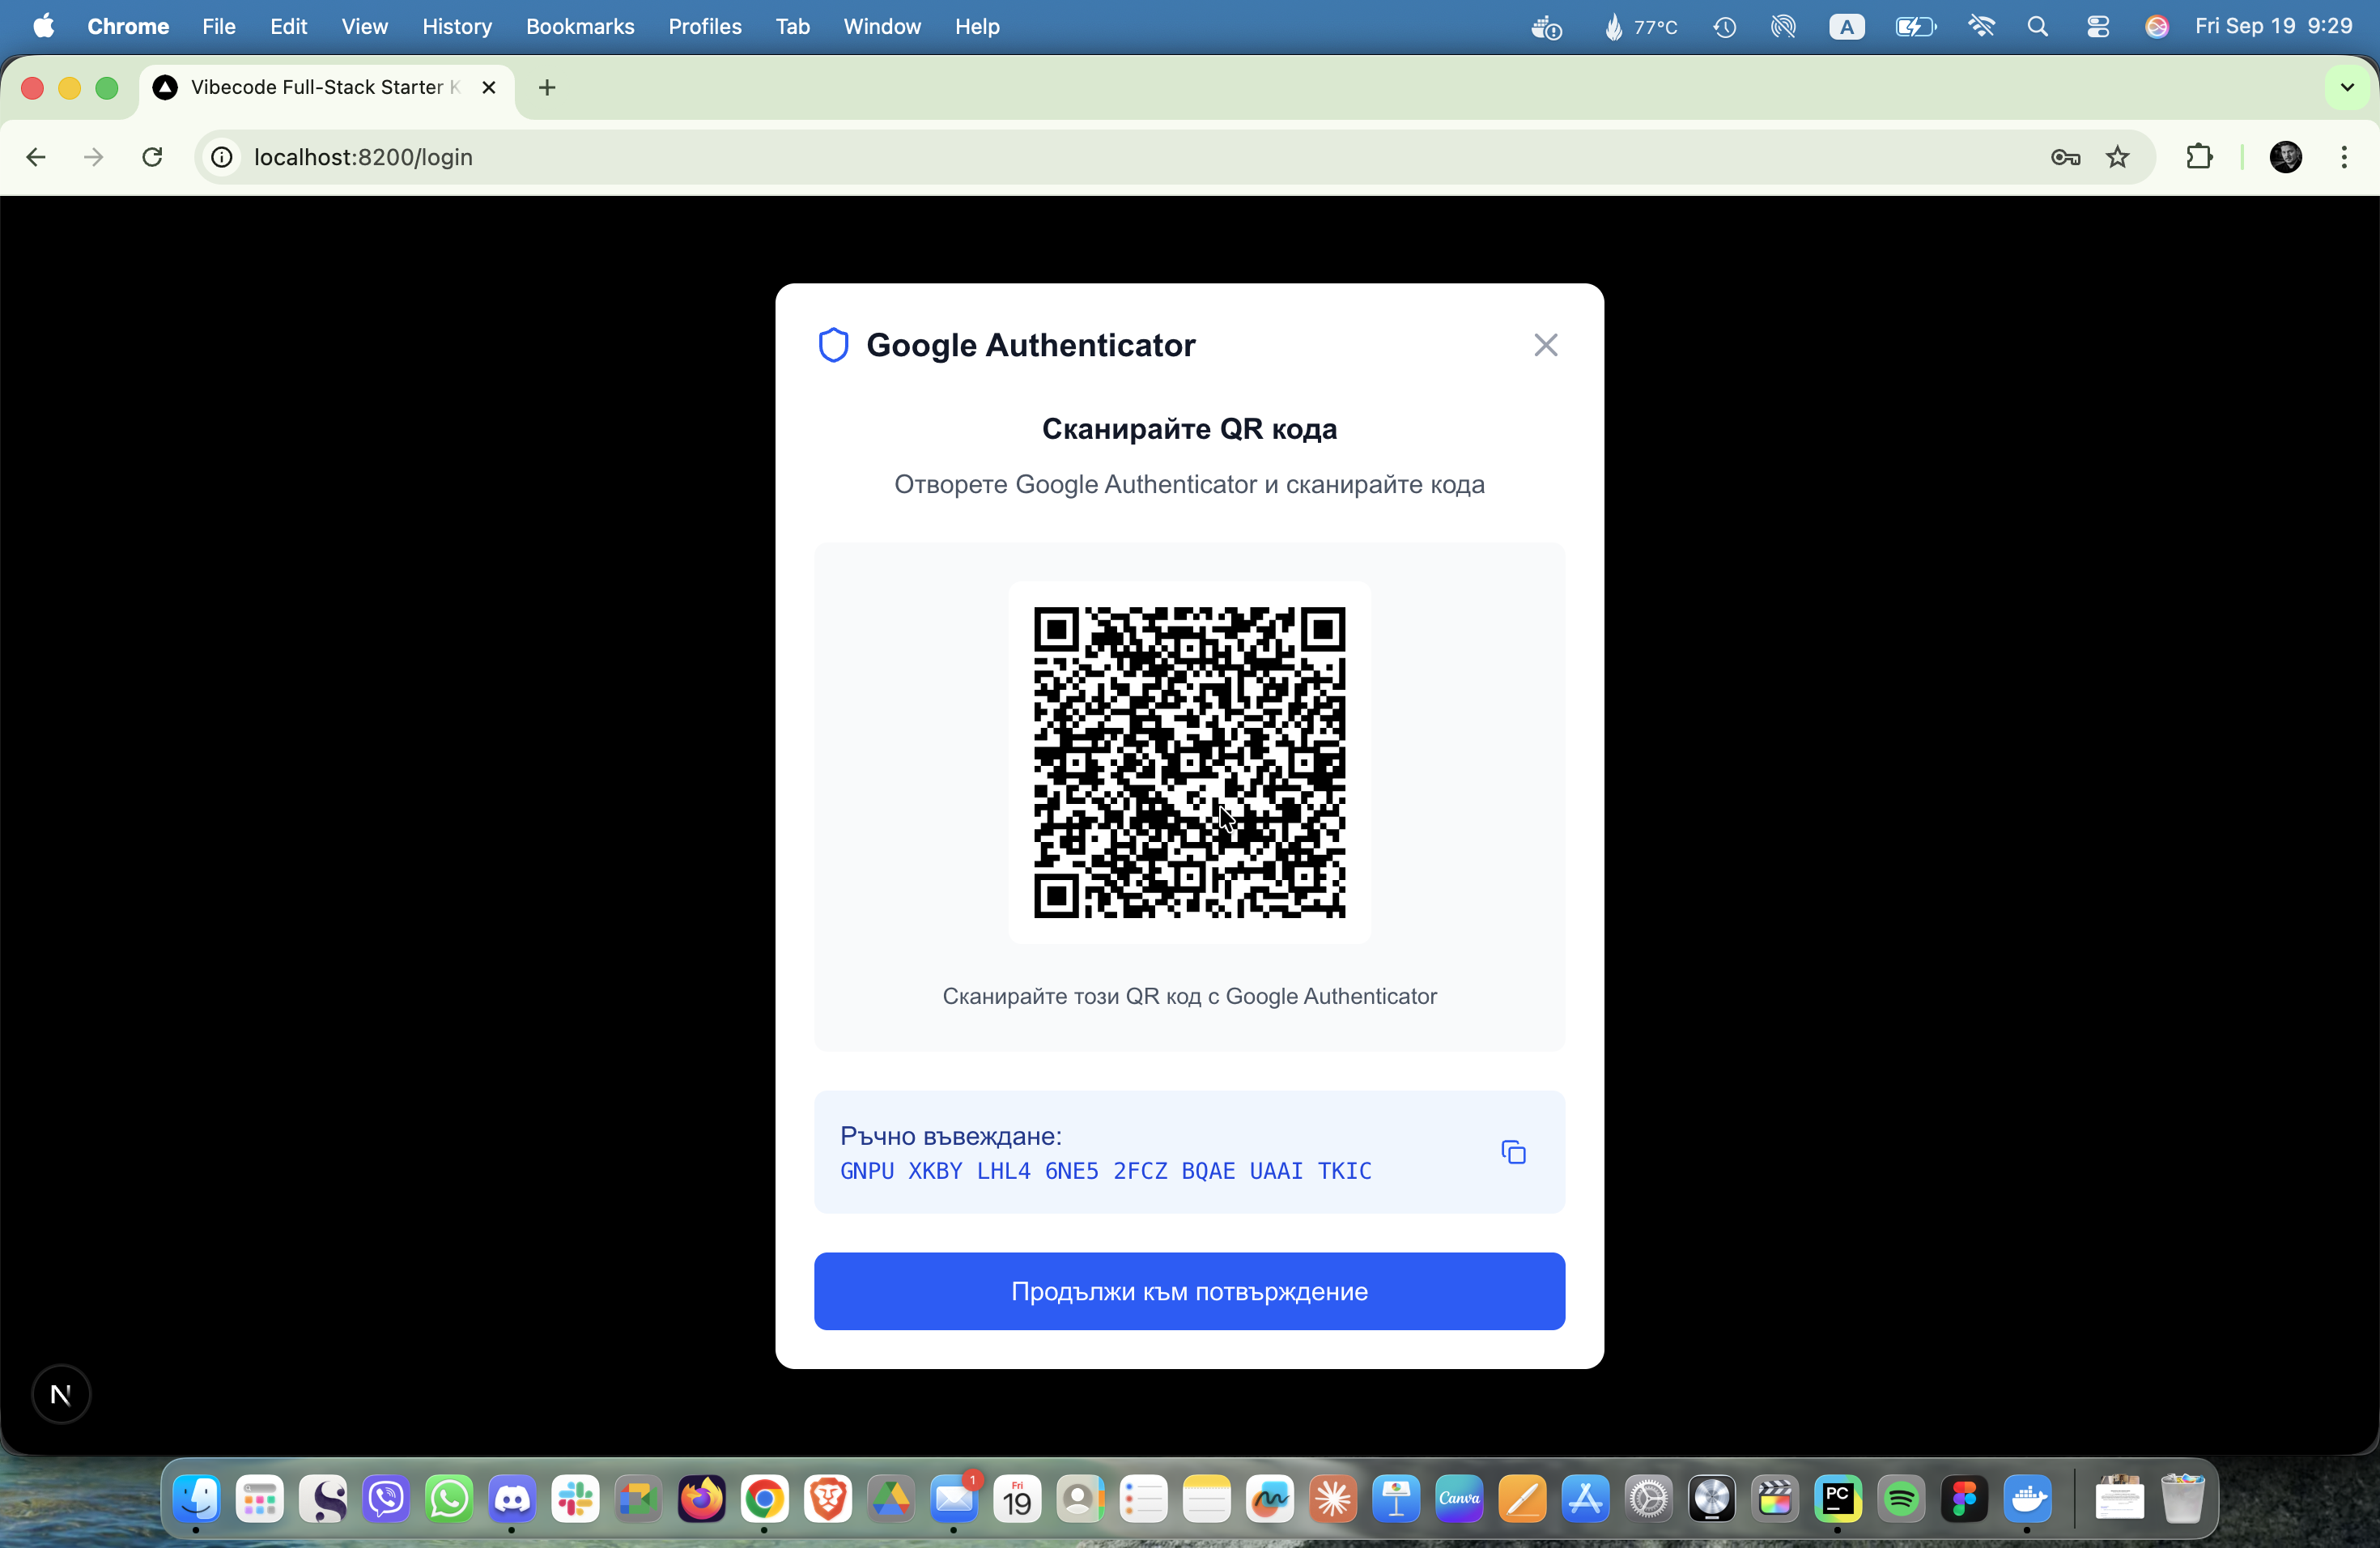 Chrome File Edit View History Bookmarks Profiles Tab Window Help 77°C A Fri Sep 19 9:29
Vibecode Full-Stack Starter K
localhost:8200/login
Google Authenticator
Сканирайте QR кода
Отворете Google Authenticator и сканирайте кода
Сканирайте този QR код с Google Authenticator
Ръчно въвеждане:
GNPU XKBY LHL4 6NE5 2FCZ BQAE UAAI TKIC
Продължи към потвърждение
N
1
Fri
19
Canva
PC